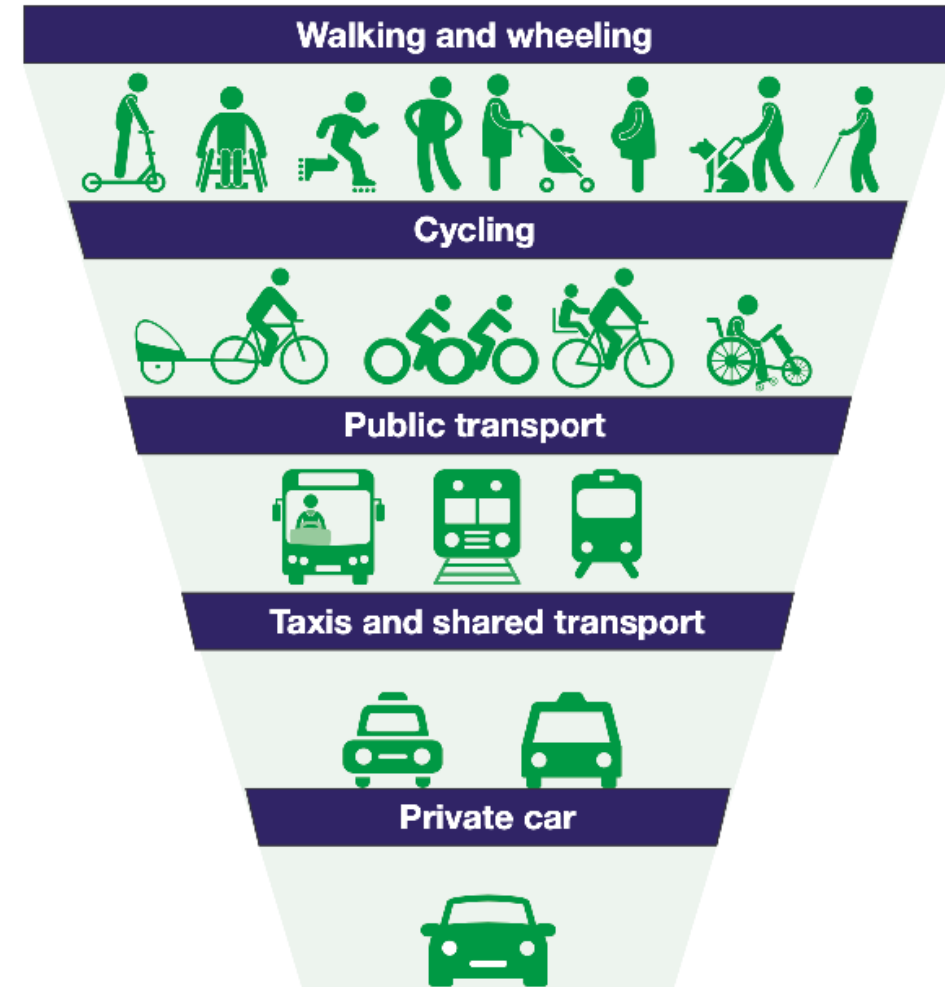 Walking and wheeling
Cycling
Public transport
Taxis and shared transport
Private car